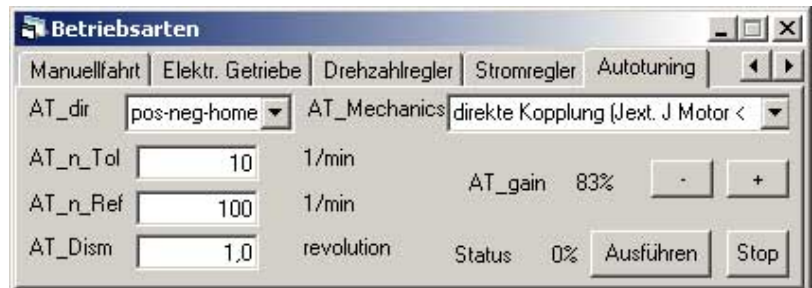 Betriebsarten
Manuellfahrt Elektr. Getriebe Drehzahlregler Stromregler Autotuning
AT_dir pos-neg-home AT_Mechanics direkte Kopplung (Jext. J Motor <
AT_n_Tol 10 1/min
AT_gain 83% - +
AT_n_Ref 100 1/min
AT_Dism 1,0 revolution Status 0% Ausführen Stop